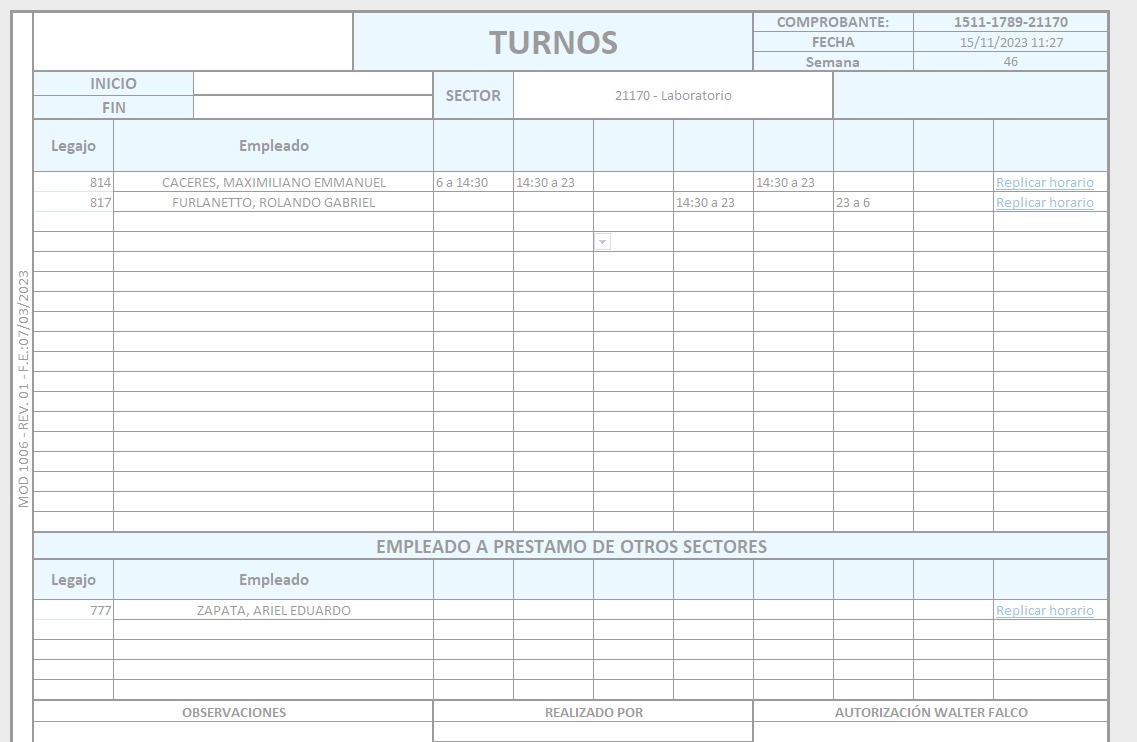 TURNOS
COMPROBANTE: 1511-1789-21170
FECHA 15/11/2023 11:27
Semana 46
INICIO
FIN
SECTOR 21170 - Laboratorio
Legajo Empleado
814 CACERES, MAXIMILIANO EMMANUEL 6 a 14:30 14:30 a 23 14:30 a 23 Replicar horario
817 FURLANETTO, ROLANDO GABRIEL 14:30 a 23 23 a 6 Replicar horario
MOD 1006 - REV. 01 - F.E.:07/03/2023
EMPLEADO A PRESTAMO DE OTROS SECTORES
Legajo Empleado
777 ZAPATA, ARIEL EDUARDO Replicar horario
OBSERVACIONES REALIZADO POR AUTORIZACIÓN WALTER FALCO